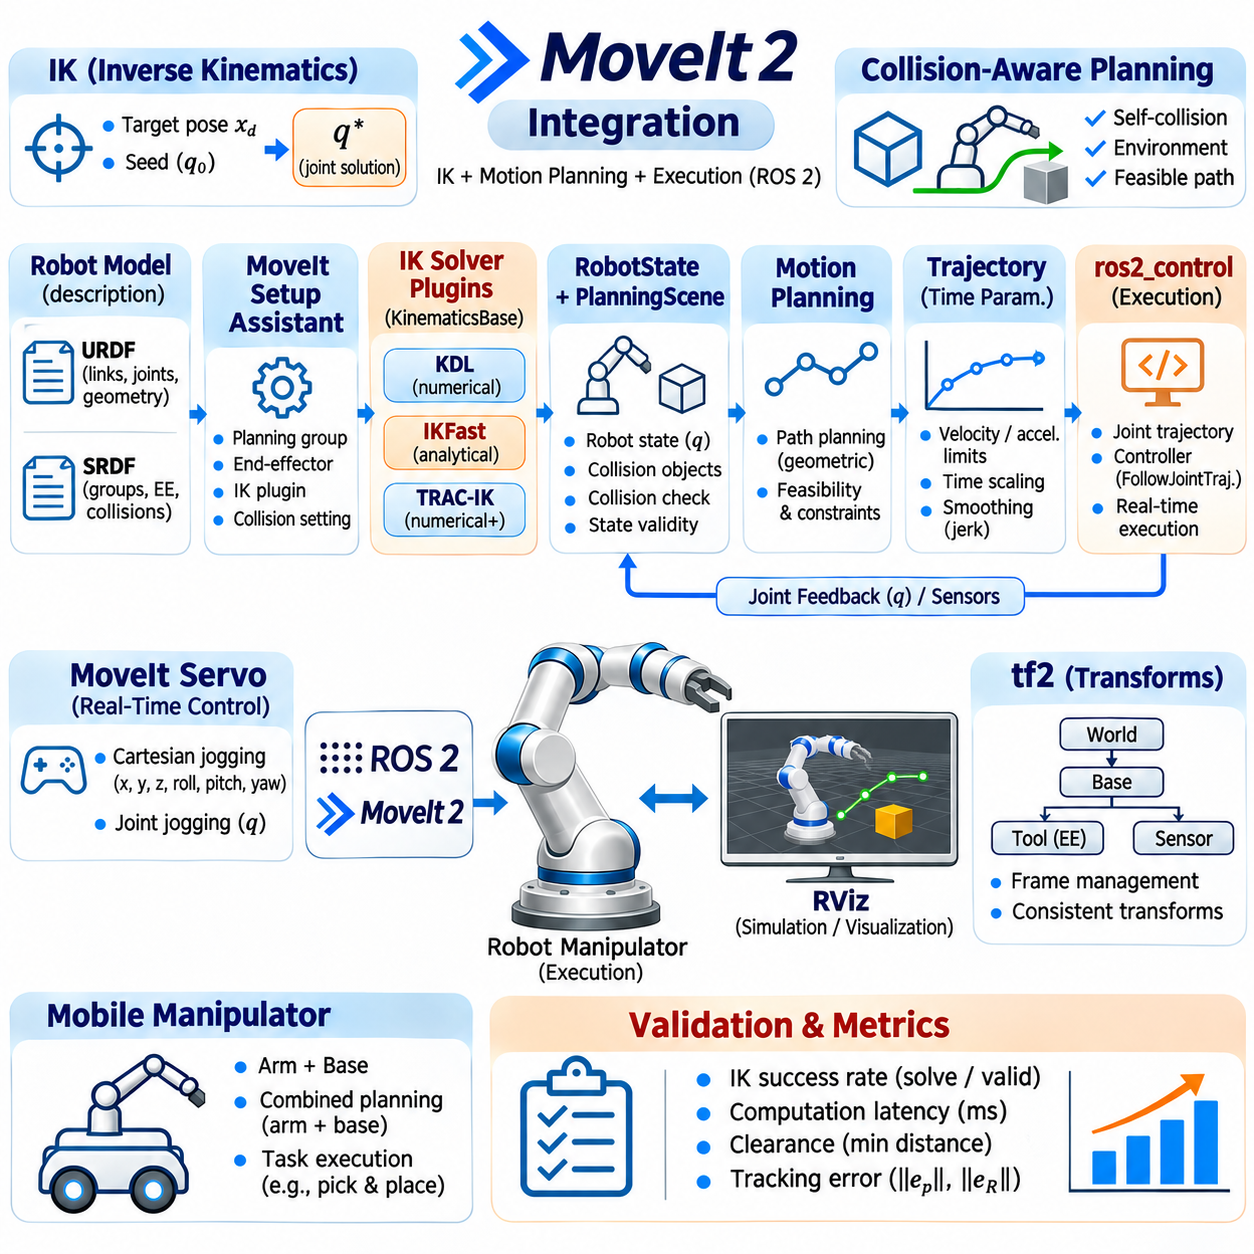 MoveIt 2
Integration
IK + Motion Planning + Execution (ROS 2)
IK (Inverse Kinematics)
Target pose x_d
Seed (q_0)
q*
(joint solution)
Collision-Aware Planning
Self-collision
Environment
Feasible path
Robot Model
(description)
URDF
(links, joints,
geometry)
SRDF
(groups, EE,
collisions)
MoveIt
Setup
Assistant
Planning group
End-effector
IK plugin
Collision setting
IK Solver
Plugins
(KinematicsBase)
KDL
(numerical)
IKFast
(analytical)
TRAC-IK
(numerical+)
RobotState
+ PlanningScene
Robot state (q)
Collision objects
Collision check
State validity
Motion
Planning
Path planning
(geometric)
Feasibility
& constraints
Trajectory
(Time Param.)
Velocity / accel.
limits
Time scaling
Smoothing
(jerk)
ros2_control
(Execution)
</>
Joint trajectory
Controller
(FollowJointTraj.)
Real-time
execution
Joint Feedback (q) / Sensors
MoveIt Servo
(Real-Time Control)
Cartesian jogging
(x, y, z, roll, pitch, yaw)
Joint jogging (q)
ROS 2
MoveIt 2
Robot Manipulator
(Execution)
RViz
(Simulation / Visualization)
tf2 (Transforms)
World
Base
Tool (EE)
Sensor
Frame management
Consistent transforms
Mobile Manipulator
Arm + Base
Combined planning
(arm + base)
Task execution
(e.g., pick & place)
Validation & Metrics
IK success rate (solve / valid)
Computation latency (ms)
Clearance (min distance)
Tracking error (||e_p||, ||e_R||)